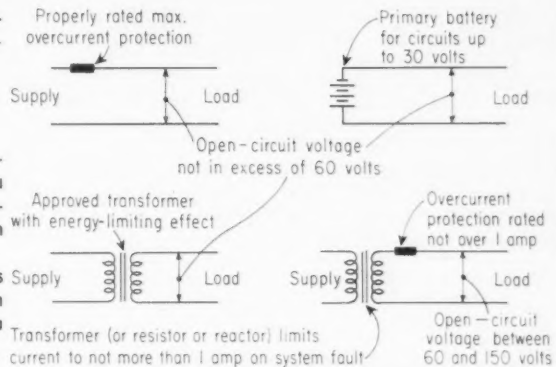 Properly rated max.
overcurrent protection
Supply
Load
Primary battery
for circuits up
to 30 volts
Load
Open-circuit voltage
not in excess of 60 volts
Approved transformer
with energy-limiting effect
Supply
Load
Overcurrent
protection rated
not over 1 amp
Supply
Load
Transformer (or resistor or reactor) limits
current to not more than 1 amp on system fault
Open-circuit
voltage between
60 and 150 volts